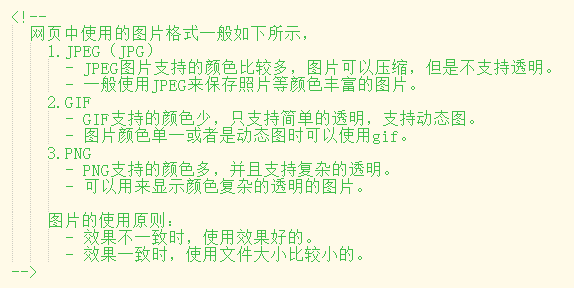 <!--
网页中使用的图片格式一般如下所示，
1.JPEG（JPG）
- JPEG图片支持的颜色比较多，图片可以压缩，但是不支持透明。
- 一般使用JPEG来保存照片等颜色丰富的图片。
2.GIF
- GIF支持的颜色少，只支持简单的透明，支持动态图。
- 图片颜色单一或者是动态图时可以使用gif。
3.PNG
- PNG支持的颜色多，并且支持复杂的透明。
- 可以用来显示颜色复杂的透明的图片。
图片的使用原则：
- 效果不一致时，使用效果好的。
- 效果一致时，使用文件大小比较小的。
-->